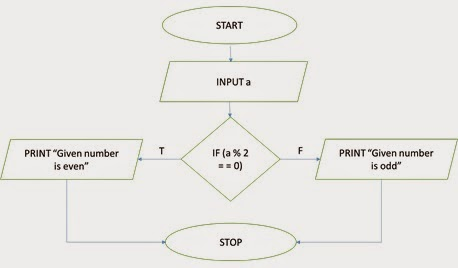 START
INPUT a
IF (a % 2
= = 0)
T
F
PRINT “Given number
is even”
PRINT “Given number
is odd”
STOP